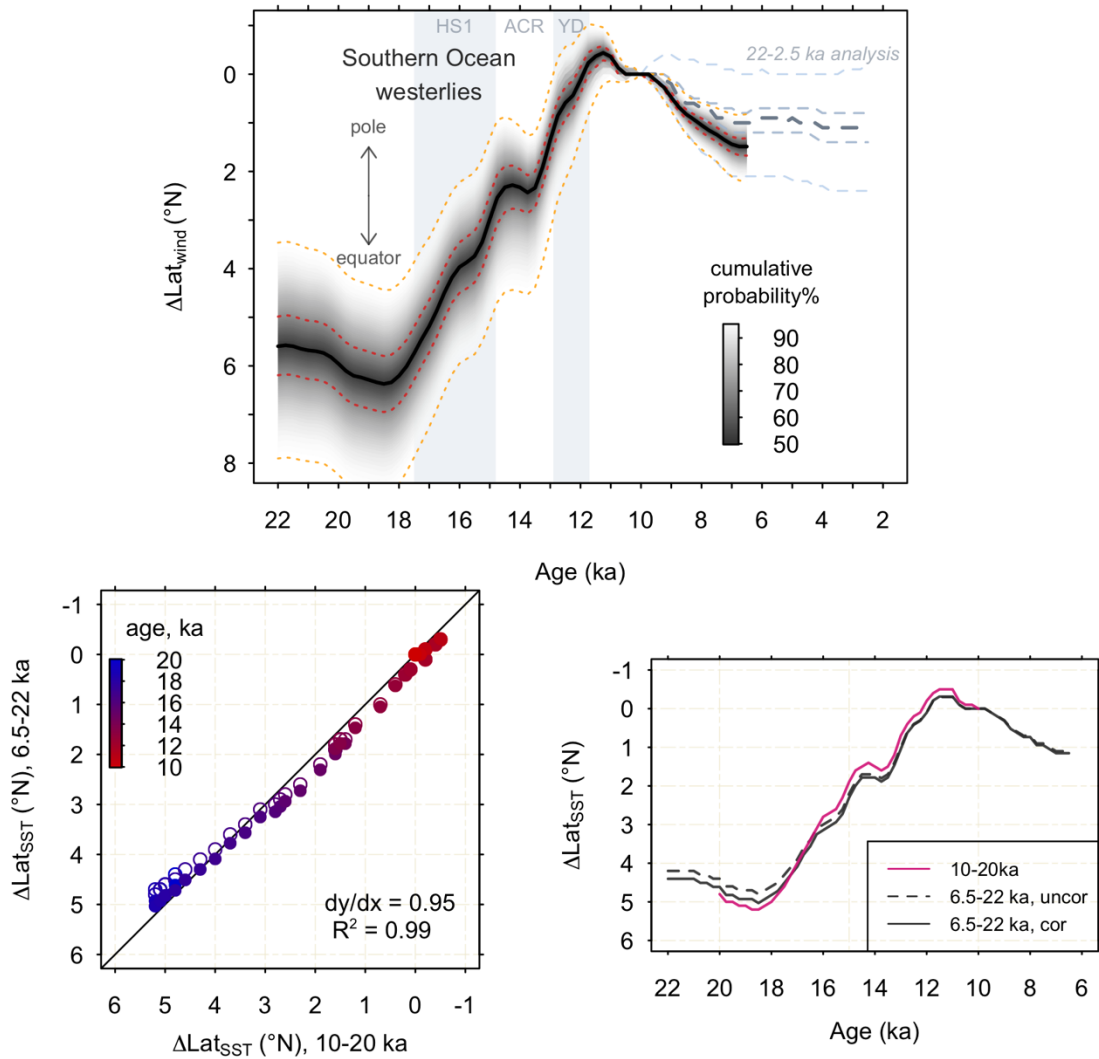 HS1 ACR YD
22-2.5 ka analysis
Southern Ocean
westerlies
pole
equator
cumulative
probability%
90
80
70
60
50
0
2
4
6
8
ΔLat_wind (°N)
22 20 18 16 14 12 10 8 6 4 2
Age (ka)
-1
0
1
2
3
4
5
6
ΔLat_SST (°N), 6.5-22 ka
age, ka
20
18
16
14
12
10
dy/dx = 0.95
R² = 0.99
6 5 4 3 2 1 0 -1
ΔLat_SST (°N), 10-20 ka
-1
0
1
2
3
4
5
6
ΔLat_SST (°N)
10-20ka
6.5-22 ka, uncor
6.5-22 ka, cor
22 20 18 16 14 12 10 8 6
Age (ka)